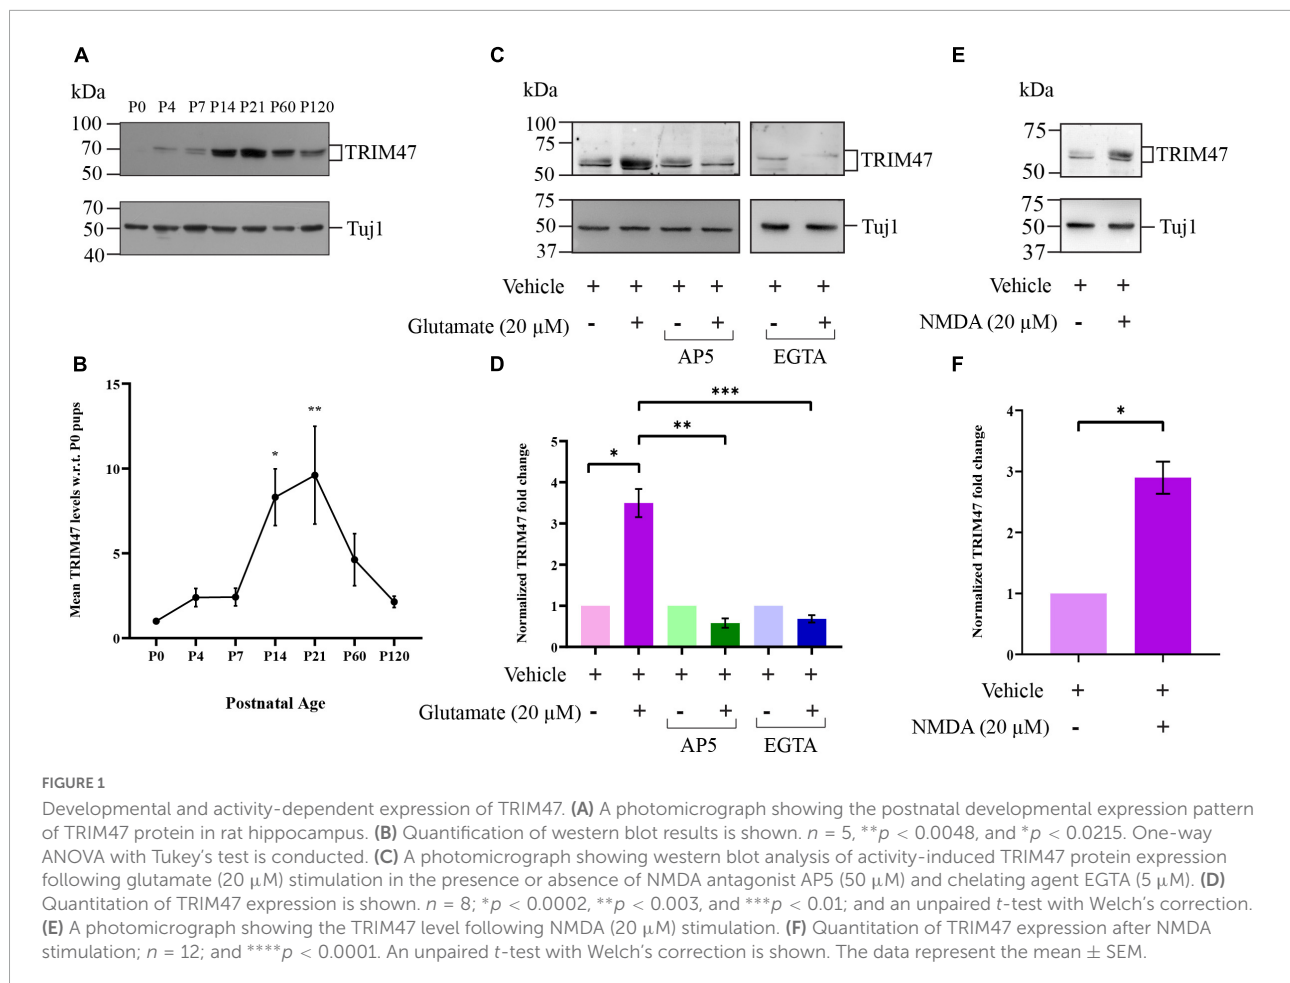 A
kDa
P0 P4 P7 P14 P21 P60 P120
100
70
50
TRIM47
70
50
40
Tuj1
B
Mean TRIM47 levels w.r.t. P0 pups
15
10
5
0
*
**
P0 P4 P7 P14 P21 P60 P120
Postnatal Age
C
kDa
100
75
50
TRIM47
75
50
37
Tuj1
Vehicle + + + + + +
Glutamate (20 μM) - + - + - +
AP5 EGTA
D
Normalized TRIM47 fold change
5
4
3
2
1
0
***
**
*
Vehicle + + + + + +
Glutamate (20 μM) - + - + - +
AP5 EGTA
E
kDa
75
50
TRIM47
75
50
37
Tuj1
Vehicle + +
NMDA (20 μM) - +
F
Normalized TRIM47 fold change
4
3
2
1
0
*
Vehicle + +
NMDA (20 μM) - +
FIGURE 1
Developmental and activity-dependent expression of TRIM47. (A) A photomicrograph showing the postnatal developmental expression pattern
of TRIM47 protein in rat hippocampus. (B) Quantification of western blot results is shown. n = 5, **p < 0.0048, and *p < 0.0215. One-way
ANOVA with Tukey's test is conducted. (C) A photomicrograph showing western blot analysis of activity-induced TRIM47 protein expression
following glutamate (20 μM) stimulation in the presence or absence of NMDA antagonist AP5 (50 μM) and chelating agent EGTA (5 μM). (D)
Quantitation of TRIM47 expression is shown. n = 8; *p < 0.0002, **p < 0.003, and ***p < 0.01; and an unpaired t-test with Welch's correction.
(E) A photomicrograph showing the TRIM47 level following NMDA (20 μM) stimulation. (F) Quantitation of TRIM47 expression after NMDA
stimulation; n = 12; and ****p < 0.0001. An unpaired t-test with Welch's correction is shown. The data represent the mean ± SEM.